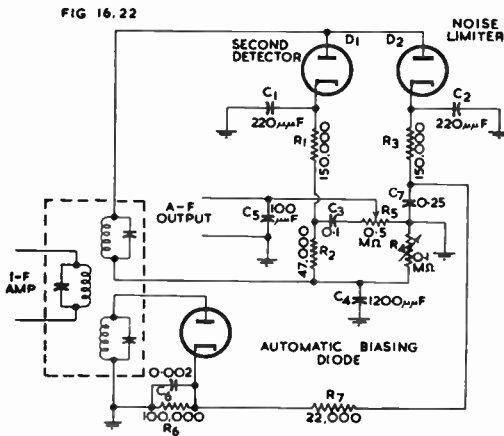 FIG 16.22
SECOND
DETECTOR
D1
D2
NOISE
LIMITER
C1
220μμF
C2
220μμF
R1
150,000
R3
150,000
A-F
OUTPUT
C5
100
μμF
C3
0.1
R5
0.5
MΩ
C7
0.25
R2
47,000
R4
0.1
MΩ
C4
1200μμF
I-F
AMP
AUTOMATIC BIASING
DIODE
0.002
C6
100,000
R6
R7
22,000